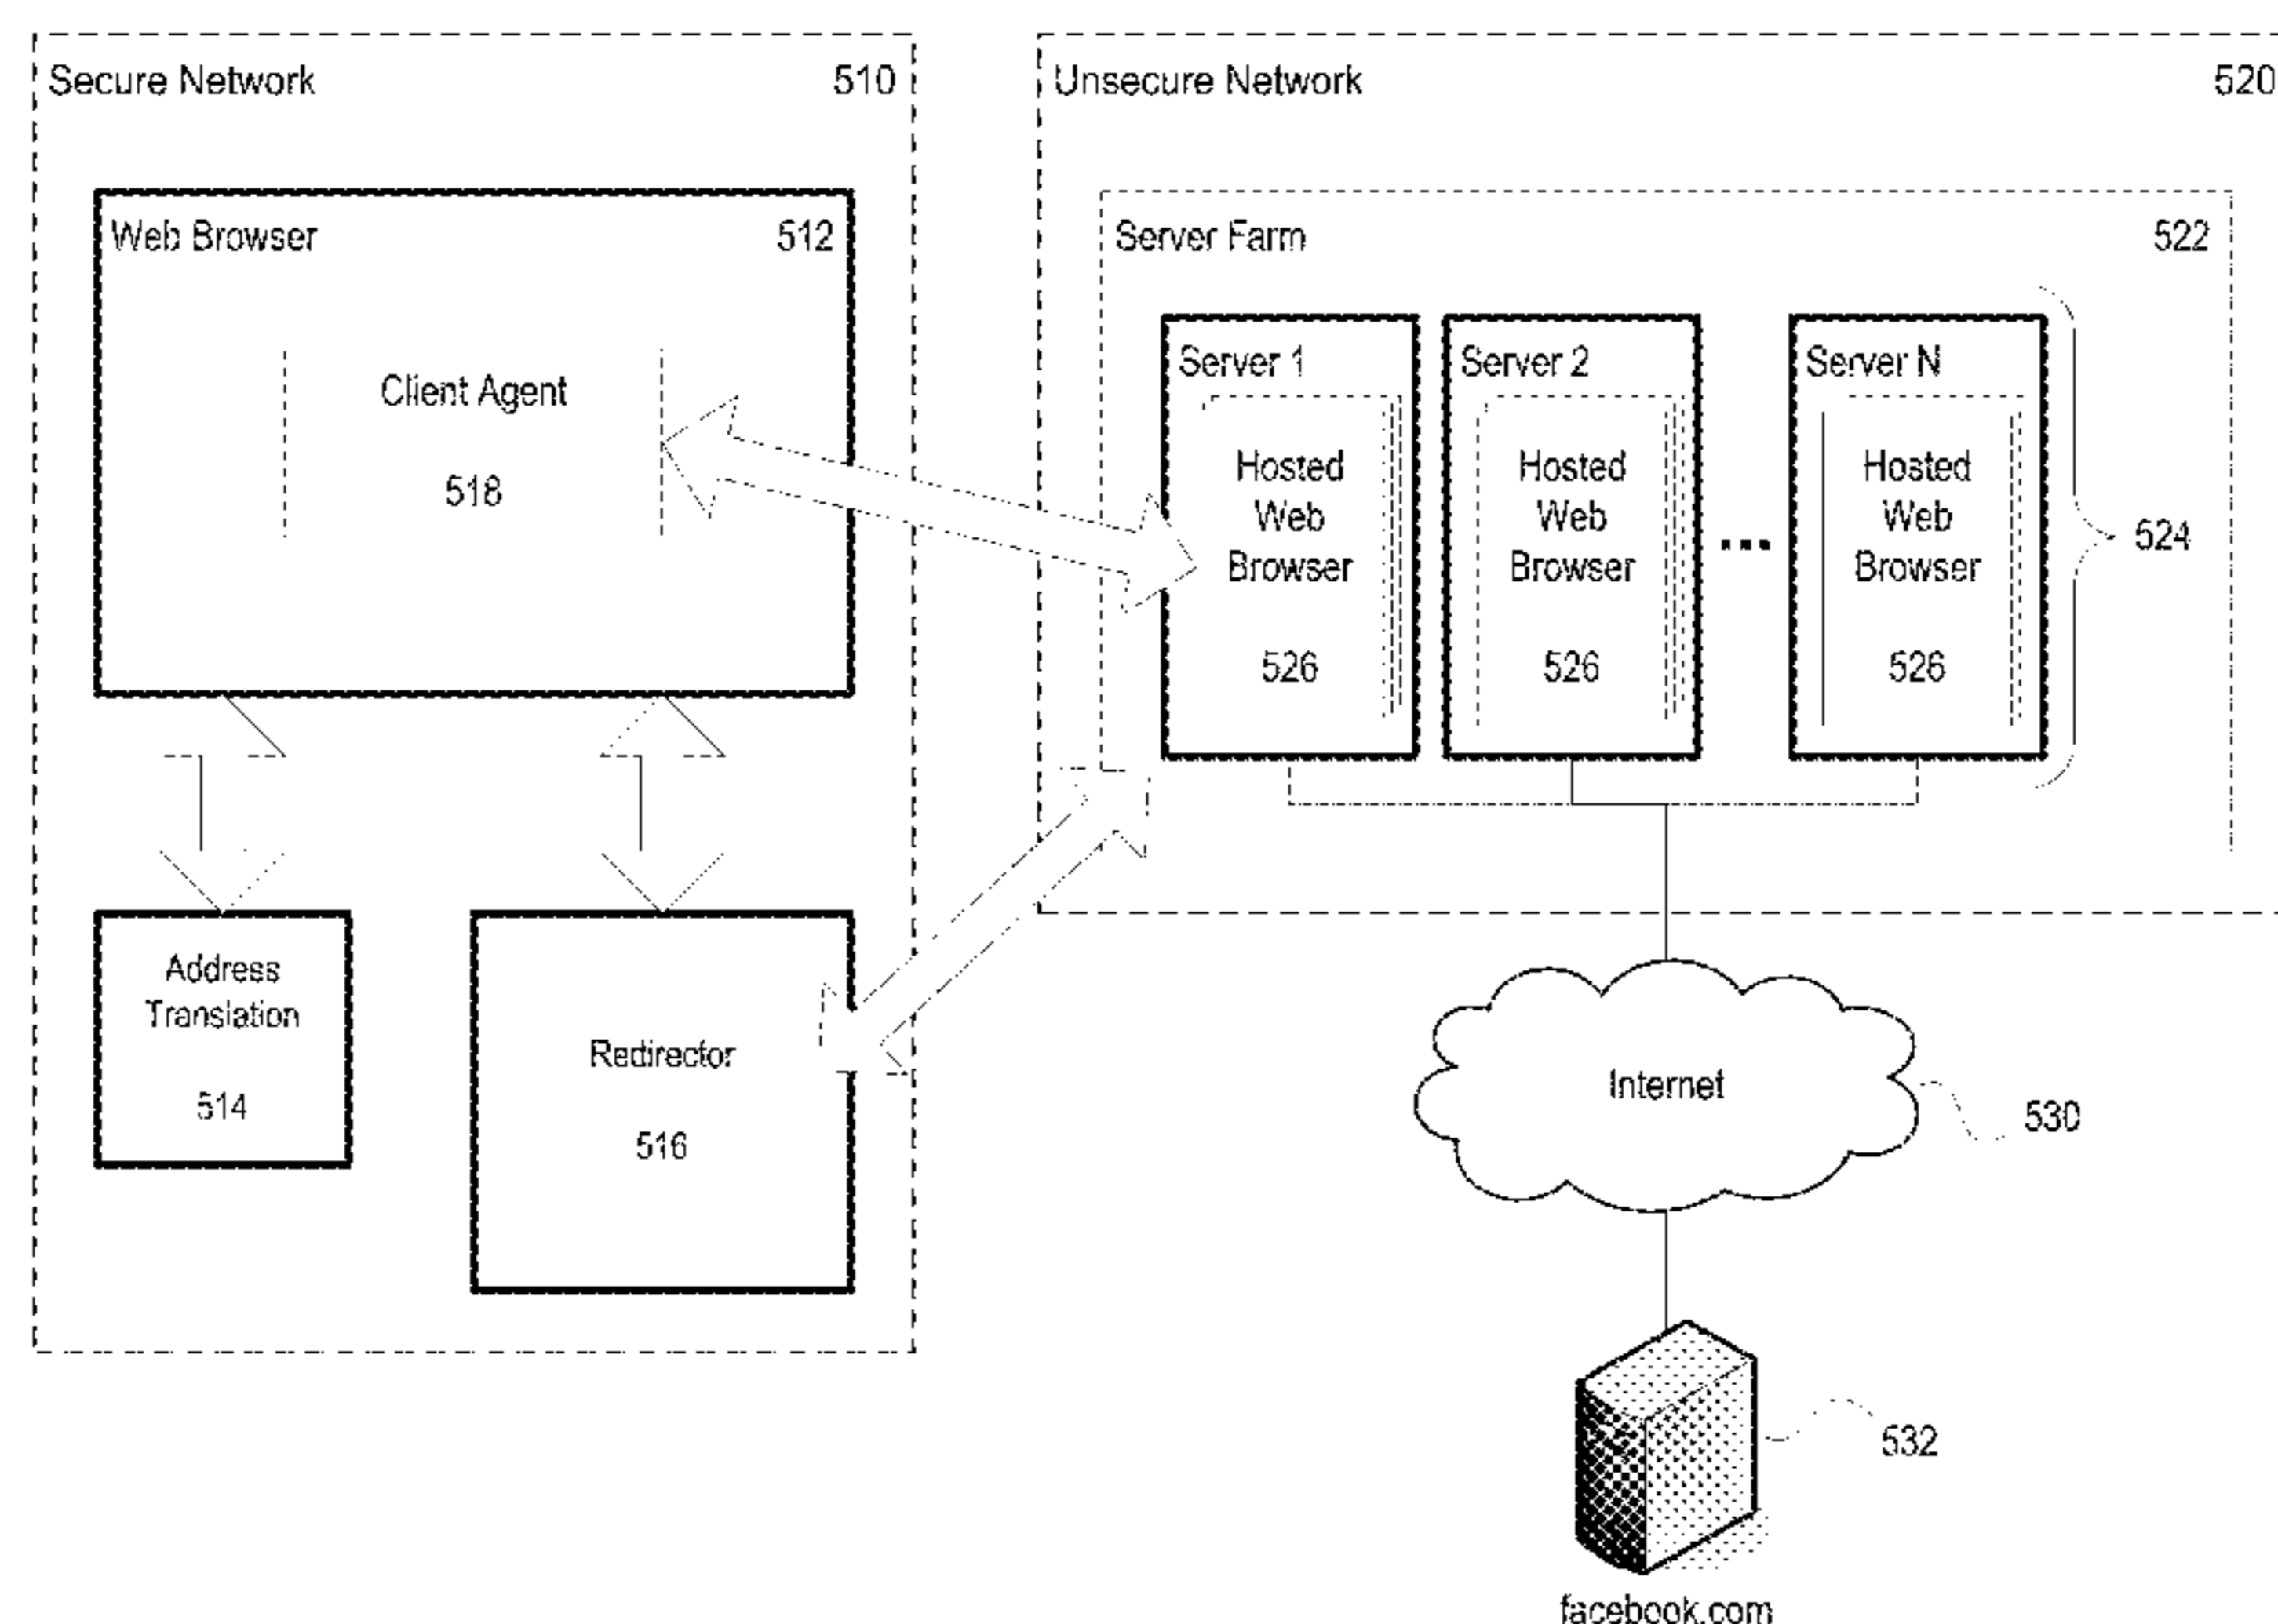 Secure Network 510
Web Browser 512
Client Agent
518
Address
Translation
514
Redirector
516
Unsecure Network 520
Server Farm 522
Server 1
Hosted
Web
Browser
526
Server 2
Hosted
Web
Browser
526
...
Server N
Hosted
Web
Browser
526
524
Internet
530
532
facebook.com